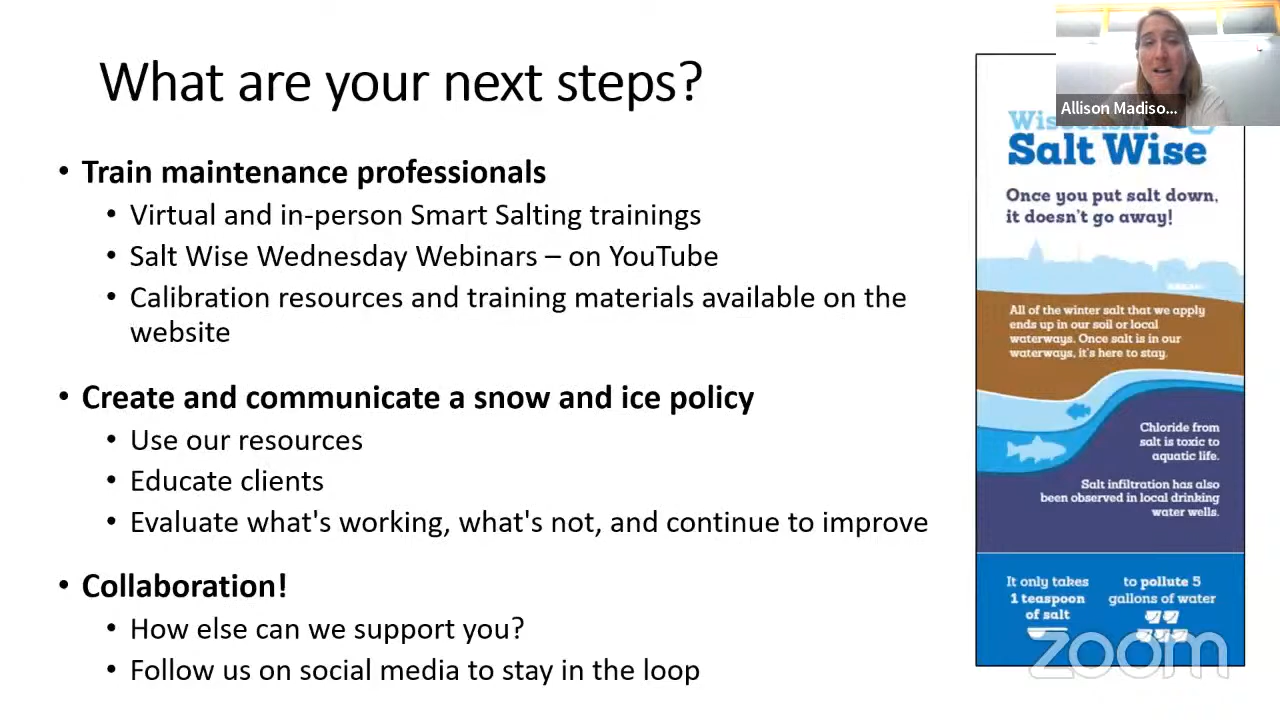 What are your next steps?
• Train maintenance professionals
• Virtual and in-person Smart Salting trainings
• Salt Wise Wednesday Webinars – on YouTube
• Calibration resources and training materials available on the
website
• Create and communicate a snow and ice policy
• Use our resources
• Educate clients
• Evaluate what's working, what's not, and continue to improve
• Collaboration!
• How else can we support you?
• Follow us on social media to stay in the loop
Allison Madiso...
Wisconsin
Salt Wise
Once you put salt down,
it doesn't go away!
All of the winter salt that we apply
ends up in our soil or local
waterways. Once salt is in our
waterways, it's here to stay.
Chloride from
salt is toxic to
aquatic life.
Salt infiltration has also
been observed in local drinking
water wells.
It only takes
1 teaspoon
of salt
to pollute 5
gallons of water
zoom